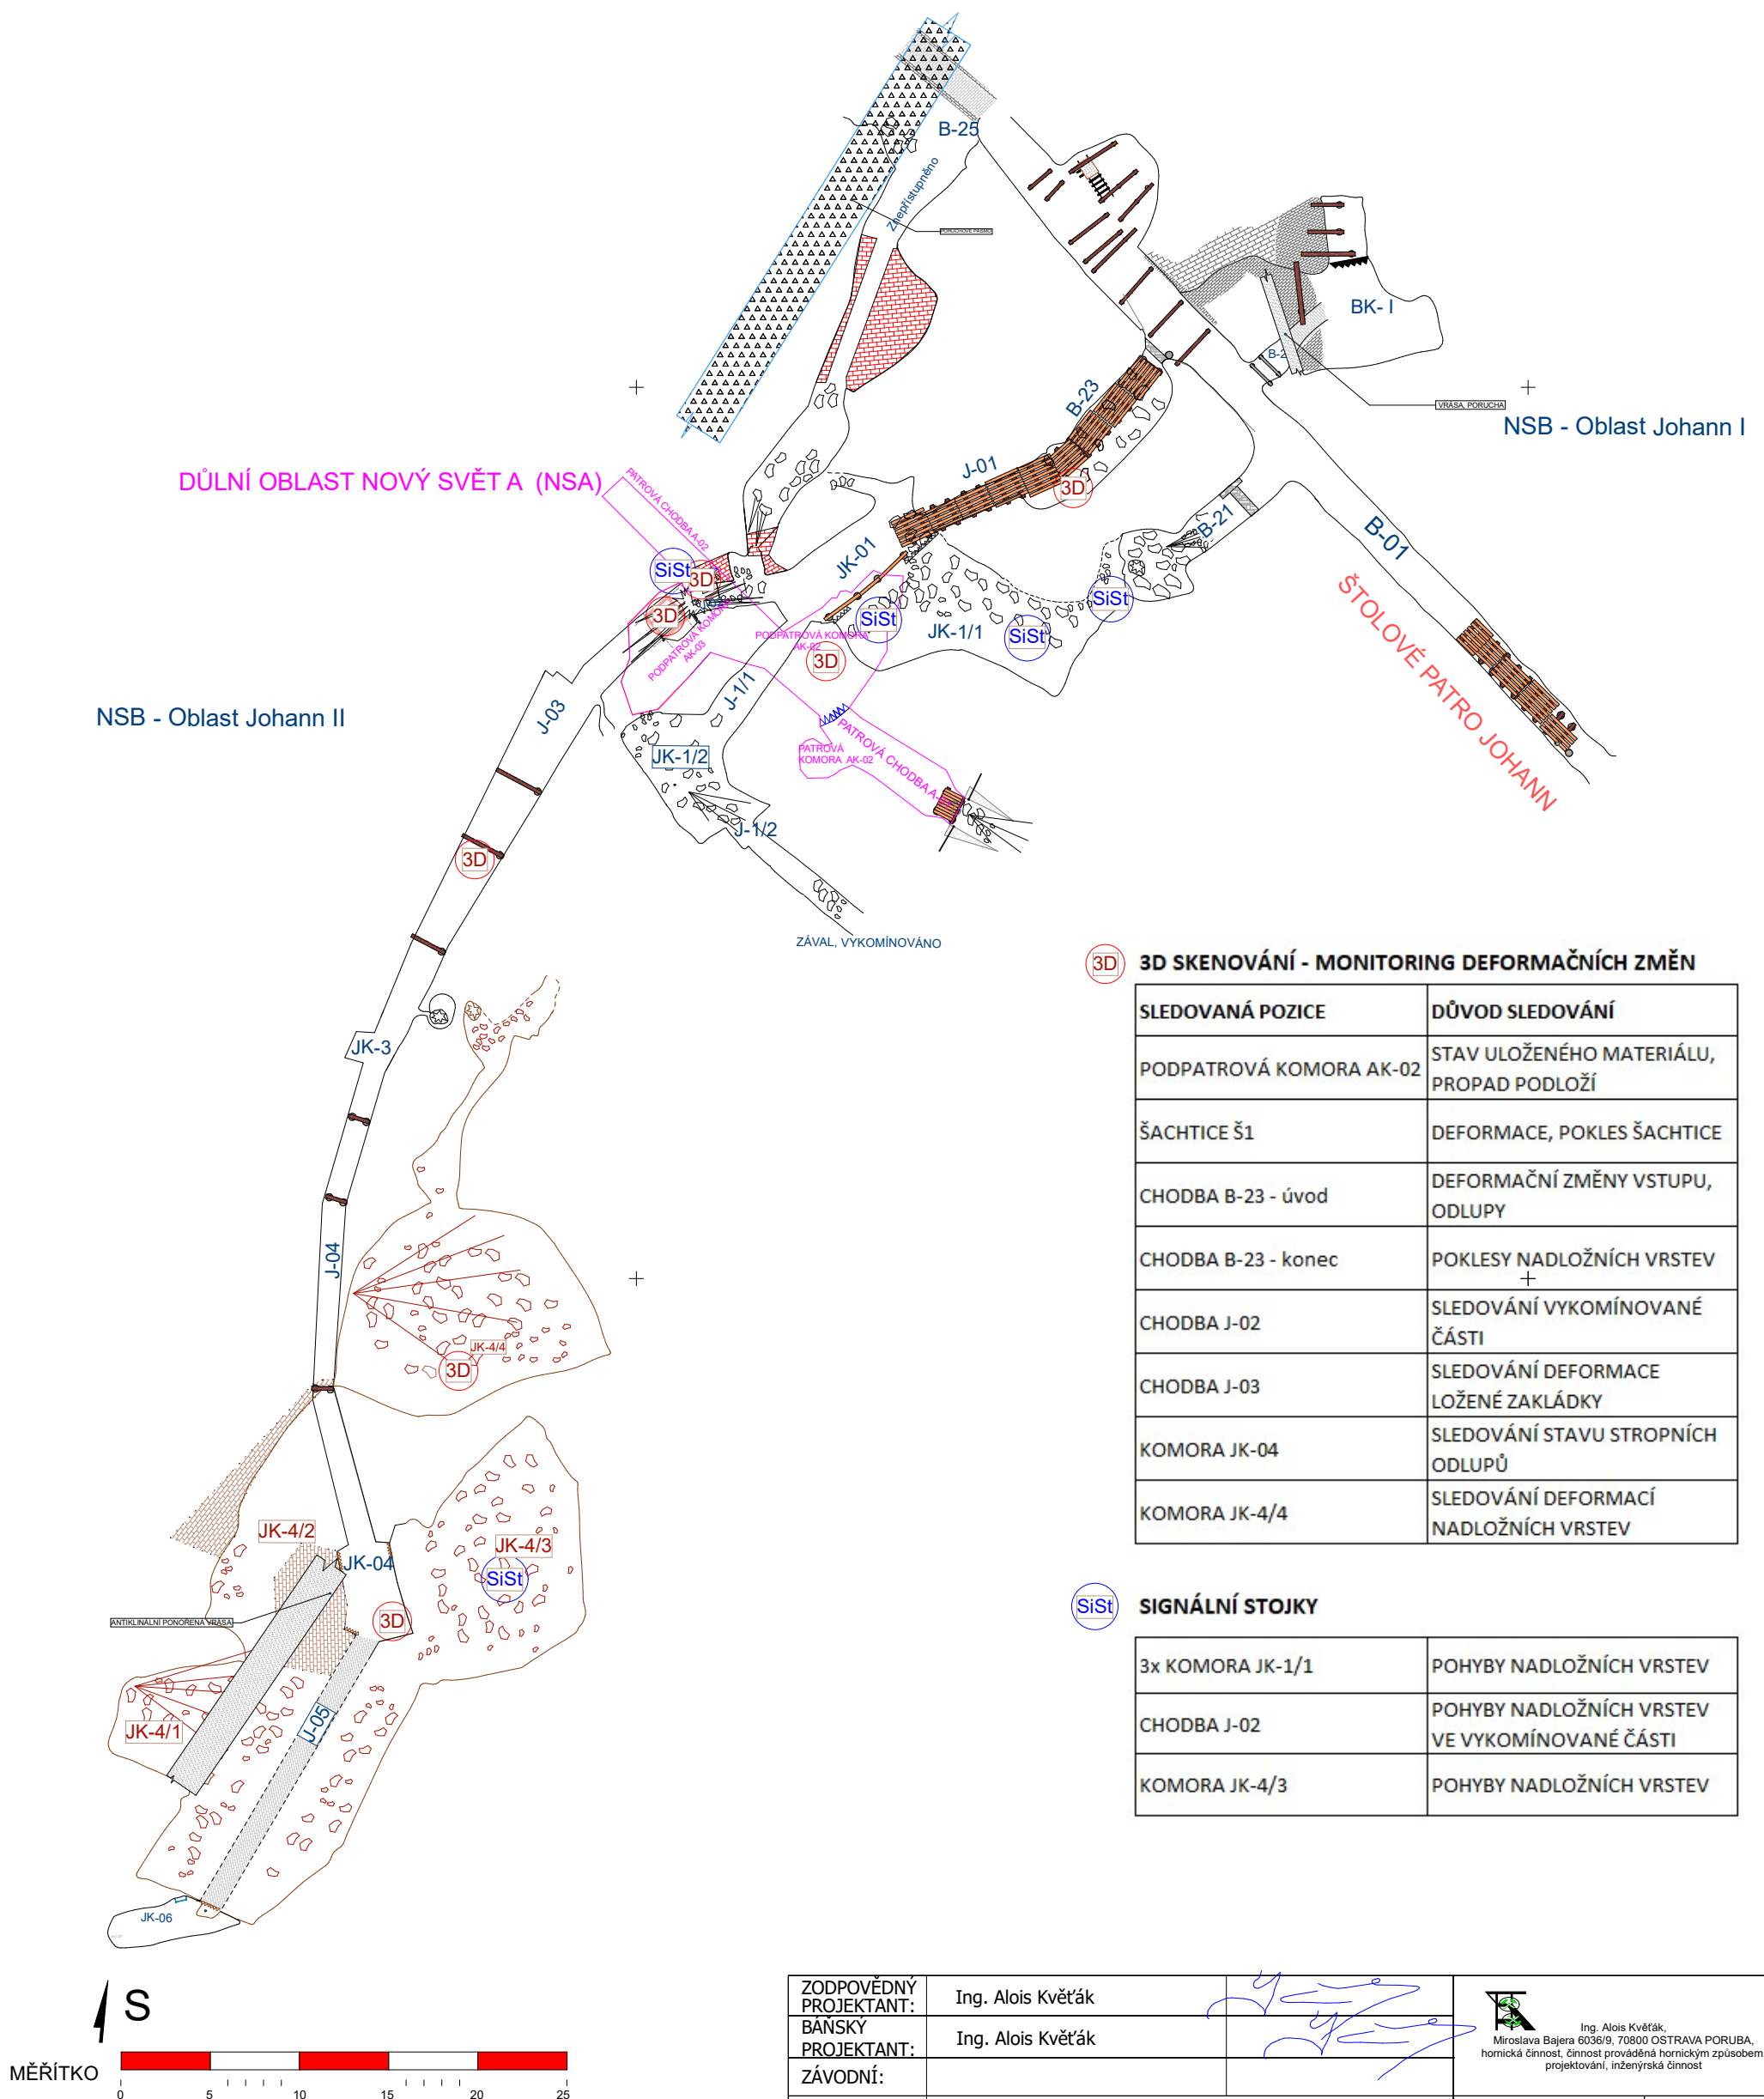 B-25
Znepřístupněno
PORUCHOVÉ PÁSMO
BK- I
B-2
VRÁSA, PORUCHA
NSB - Oblast Johann I
B-23
J-01
3D
DŮLNÍ OBLAST NOVÝ SVĚT A (NSA)
PATROVÁ CHODBA A-02
B-21
B-01
JK-01
SiSt
3D
3D
SiSt
SiSt
SiSt
JK-1/1
ŠTOLOVÉ PATRO JOHANN
PODPATROVÁ KOMORA
AK-03
PODPATROVÁ KOMORA
AK-02
3D
J-1/1
NSB - Oblast Johann II
J-03
JK-1/2
PATROVÁ
KOMORA AK-02
PATROVÁ CHODBA A-
J-1/2
3D
ZÁVAL, VYKOMÍNOVÁNO
JK-3
J-04
JK-4/4
3D
JK-4/2
JK-04
JK-4/3
SiSt
3D
ANTIKLINÁLNÍ PONOŘENÁ VRÁSA
JK-4/1
J-05
JK-06
3D 3D SKENOVÁNÍ - MONITORING DEFORMAČNÍCH ZMĚN
SLEDOVANÁ POZICE DŮVOD SLEDOVÁNÍ
PODPATROVÁ KOMORA AK-02 STAV ULOŽENÉHO MATERIÁLU,
PROPAD PODLOŽÍ
ŠACHTICE Š1 DEFORMACE, POKLES ŠACHTICE
CHODBA B-23 - úvod DEFORMAČNÍ ZMĚNY VSTUPU,
ODLUPY
CHODBA B-23 - konec POKLESY NADLOŽNÍCH VRSTEV
CHODBA J-02 SLEDOVÁNÍ VYKOMÍNOVANÉ
ČÁSTI
CHODBA J-03 SLEDOVÁNÍ DEFORMACE
LOŽENÉ ZAKLÁDKY
KOMORA JK-04 SLEDOVÁNÍ STAVU STROPNÍCH
ODLUPŮ
KOMORA JK-4/4 SLEDOVÁNÍ DEFORMACÍ
NADLOŽNÍCH VRSTEV
SiSt SIGNÁLNÍ STOJKY
3x KOMORA JK-1/1 POHYBY NADLOŽNÍCH VRSTEV
CHODBA J-02 POHYBY NADLOŽNÍCH VRSTEV
VE VYKOMÍNOVANÉ ČÁSTI
KOMORA JK-4/3 POHYBY NADLOŽNÍCH VRSTEV
S
MĚŘÍTKO
0 5 10 15 20 25
ZODPOVĚDNÝ
PROJEKTANT: Ing. Alois Květák
BÁŇSKÝ
PROJEKTANT: Ing. Alois Květák
ZÁVODNÍ:
Ing. Alois Květák,
Miroslava Bajera 6036/9, 70800 OSTRAVA PORUBA,
hornická činnost, činnost prováděná hornickým způsobem
projektování, inženýrská činnost